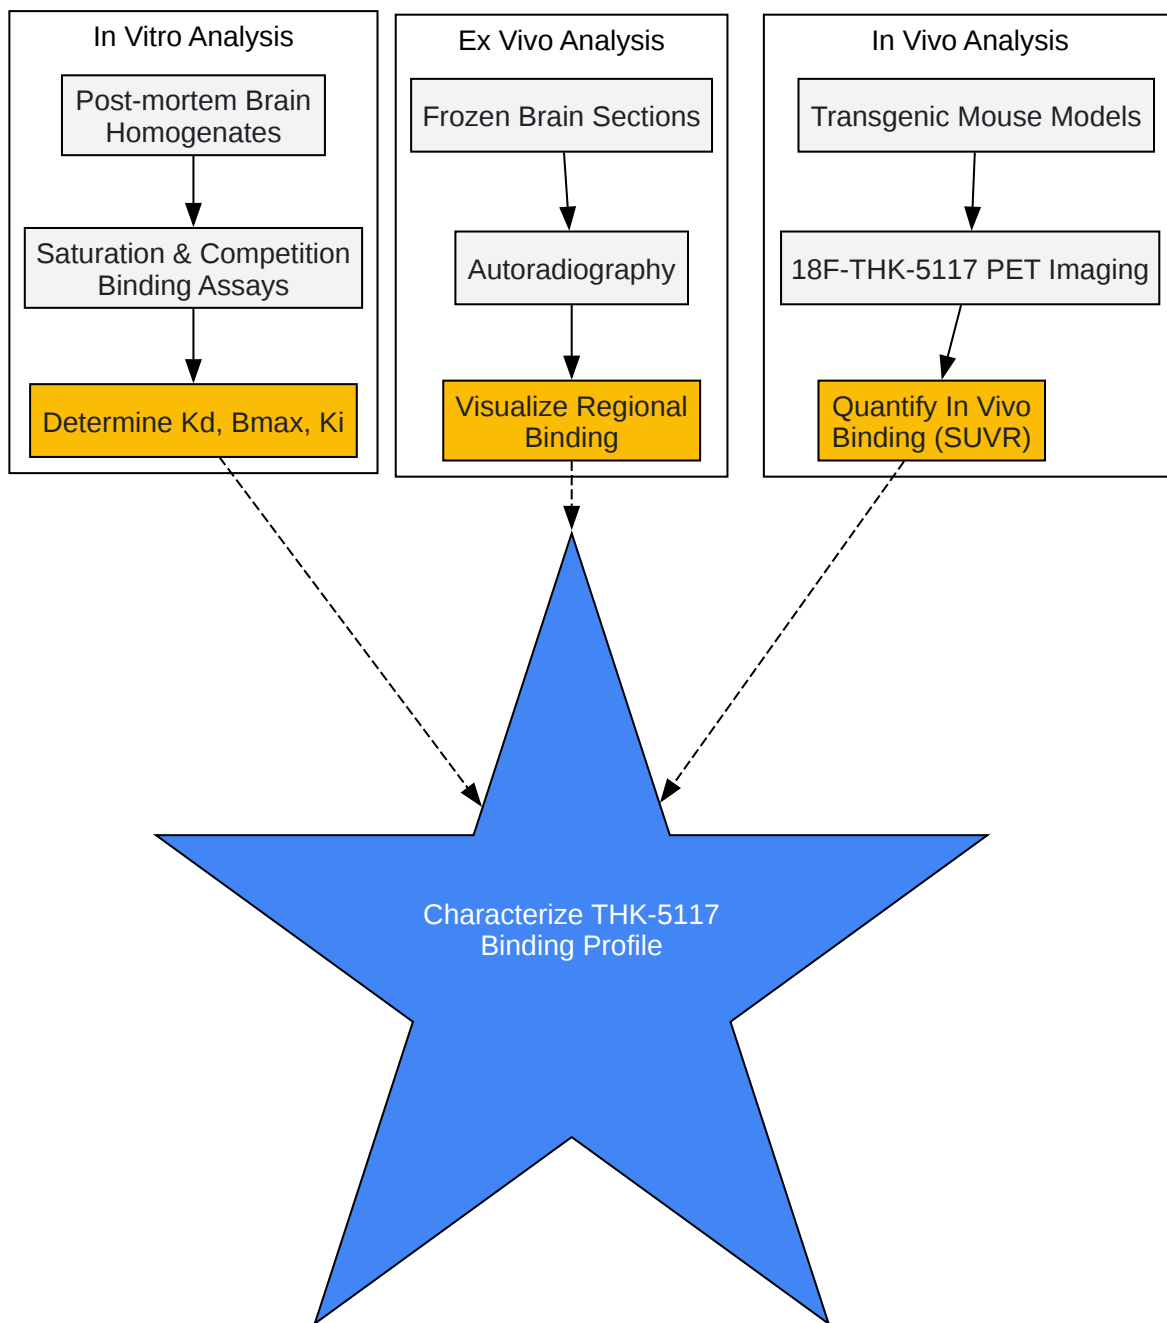 In Vitro Analysis
Post-mortem Brain
Homogenates
Saturation & Competition
Binding Assays
Determine Kd, Bmax, Ki
Ex Vivo Analysis
Frozen Brain Sections
Autoradiography
Visualize Regional
Binding
In Vivo Analysis
Transgenic Mouse Models
18F-THK-5117 PET Imaging
Quantify In Vivo
Binding (SUVR)
Characterize THK-5117
Binding Profile